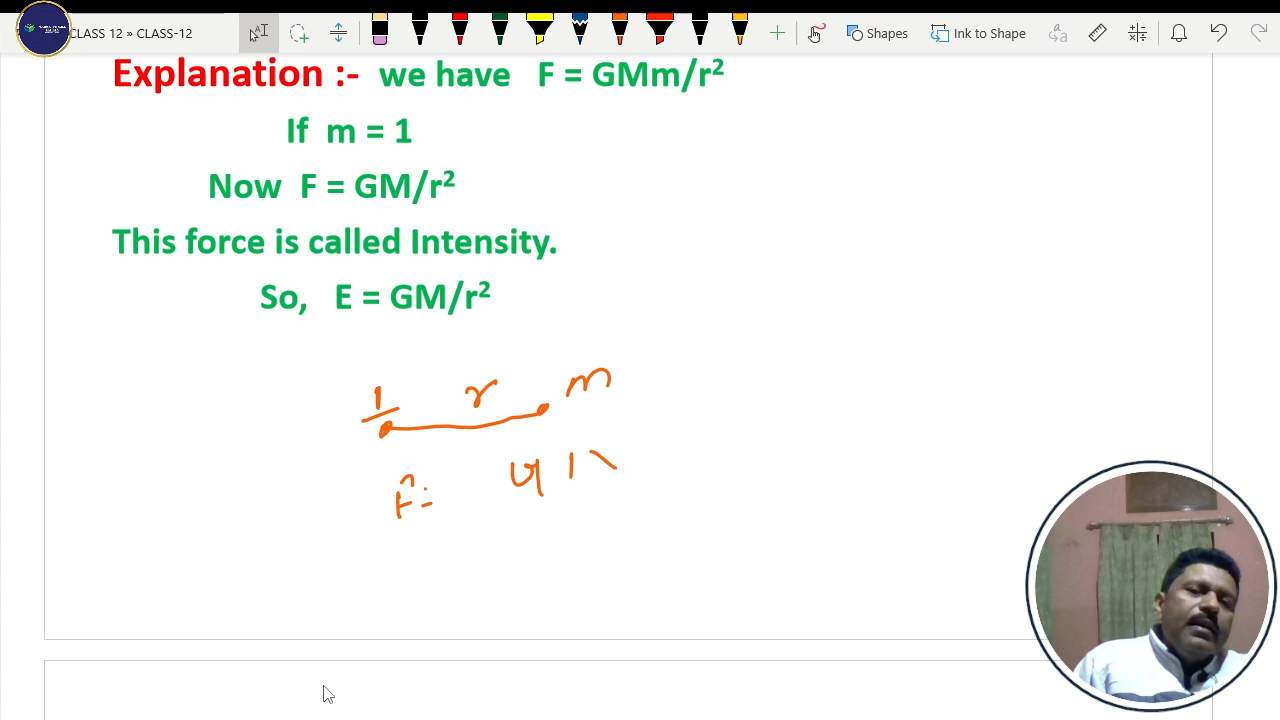 CLASS 12 » CLASS-12
Shapes
Ink to Shape
Explanation :- we have F = GMm/r²
If m = 1
Now F = GM/r²
This force is called Intensity.
So, E = GM/r²
1 r m
F =